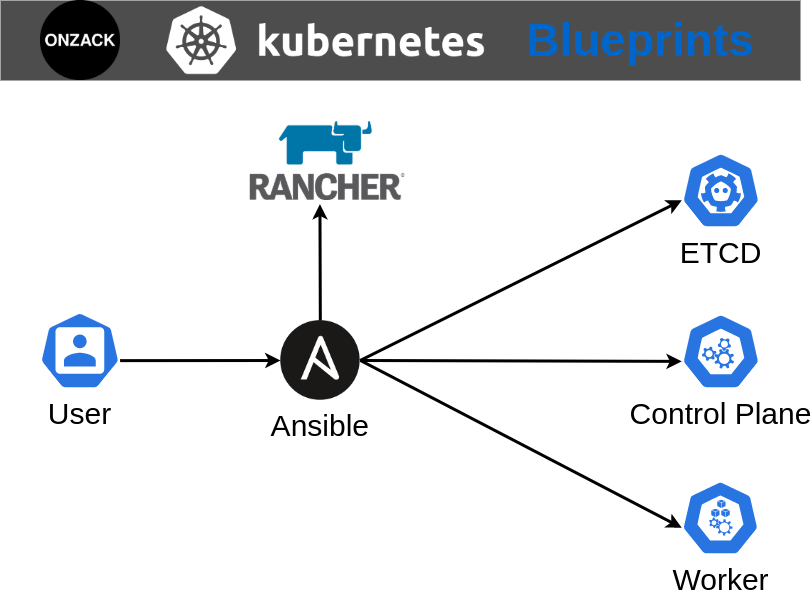 ONZACK
kubernetes
Blueprints
RANCHER
ETCD
User
Ansible
Control Plane
Worker